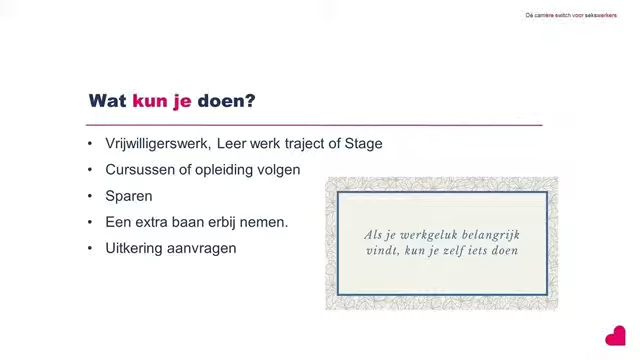 Dé carrière switch voor sekswerkers
Wat kun je doen?
• Vrijwilligerswerk, Leer werk traject of Stage
• Cursussen of opleiding volgen
• Sparen
• Een extra baan erbij nemen.
• Uitkering aanvragen
Als je werkgeluk belangrijk
vindt, kun je zelf iets doen